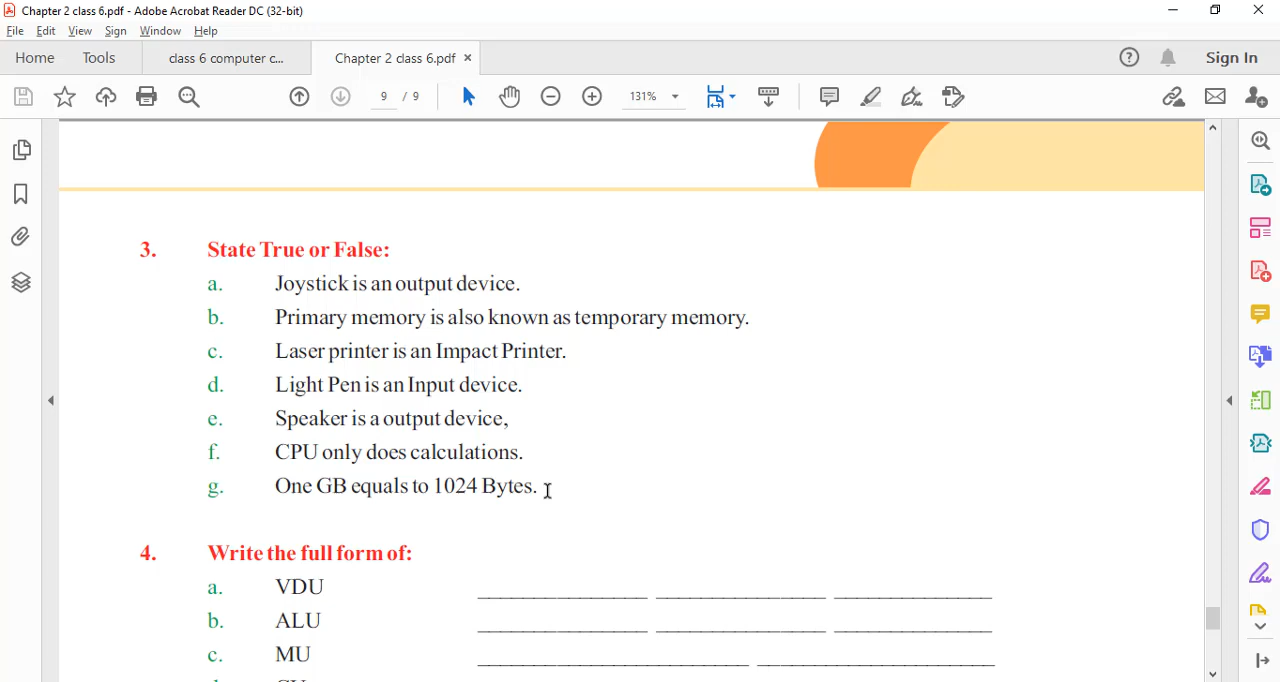 Chapter 2 class 6.pdf - Adobe Acrobat Reader DC (32-bit)
File Edit View Sign Window Help
Home Tools class 6 computer c... Chapter 2 class 6.pdf × Sign In
9 / 9 131%
3. State True or False:
a. Joystick is an output device.
b. Primary memory is also known as temporary memory.
c. Laser printer is an Impact Printer.
d. Light Pen is an Input device.
e. Speaker is a output device,
f. CPU only does calculations.
g. One GB equals to 1024 Bytes.
4. Write the full form of:
a. VDU
b. ALU
c. MU